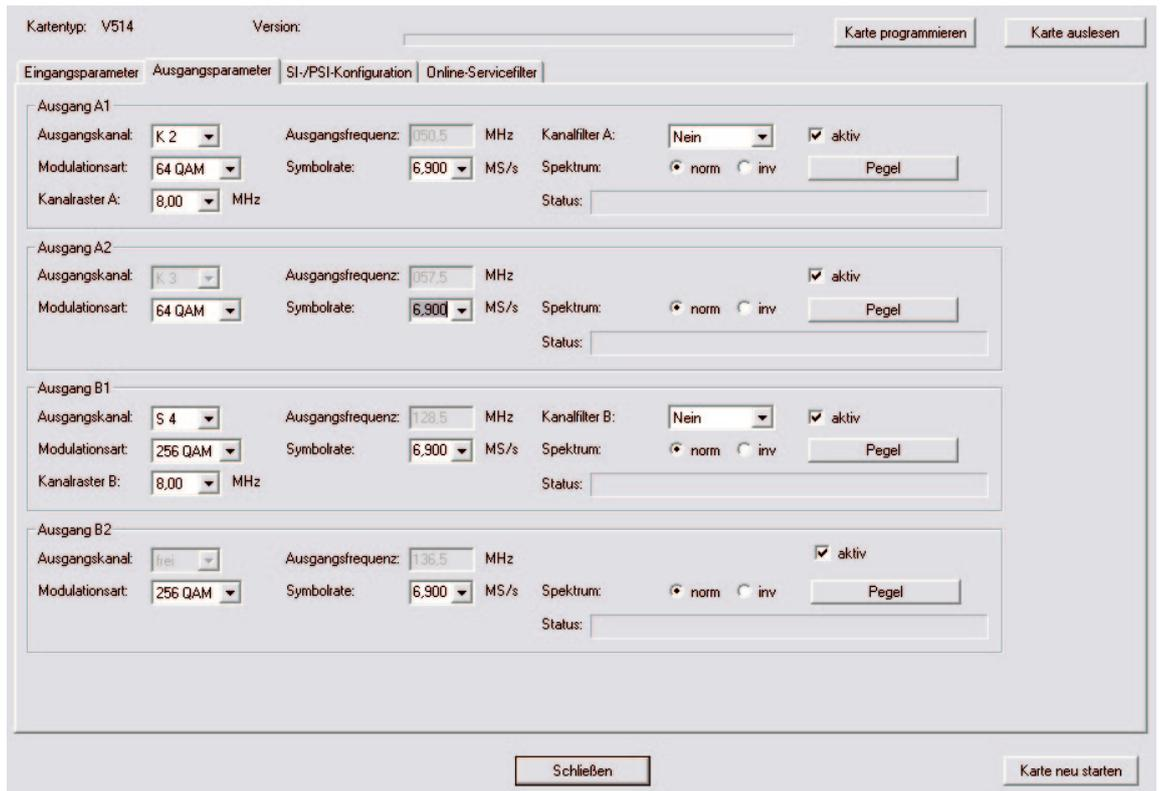 Kartentyp: V514 Version: Karte programmieren Karte auslesen
Eingangsparameter Ausgangsparameter SI-/PSI-Konfiguration Online-Servicefilter
Ausgang A1
Ausgangskanal: K 2 Ausgangsfrequenz: 050,5 MHz Kanalfilter A: Nein aktiv
Modulationsart: 64 QAM Symbolrate: 6,900 MS/s Spektrum: norm inv Pegel
Kanalraster A: 8,00 MHz Status:
Ausgang A2
Ausgangskanal: K 3 Ausgangsfrequenz: 057,5 MHz aktiv
Modulationsart: 64 QAM Symbolrate: 6,900 MS/s Spektrum: norm inv Pegel
Status:
Ausgang B1
Ausgangskanal: S 4 Ausgangsfrequenz: 128,5 MHz Kanalfilter B: Nein aktiv
Modulationsart: 256 QAM Symbolrate: 6,900 MS/s Spektrum: norm inv Pegel
Kanalraster B: 8,00 MHz Status:
Ausgang B2
Ausgangskanal: frei Ausgangsfrequenz: 136,5 MHz aktiv
Modulationsart: 256 QAM Symbolrate: 6,900 MS/s Spektrum: norm inv Pegel
Status:
Schließen Karte neu starten